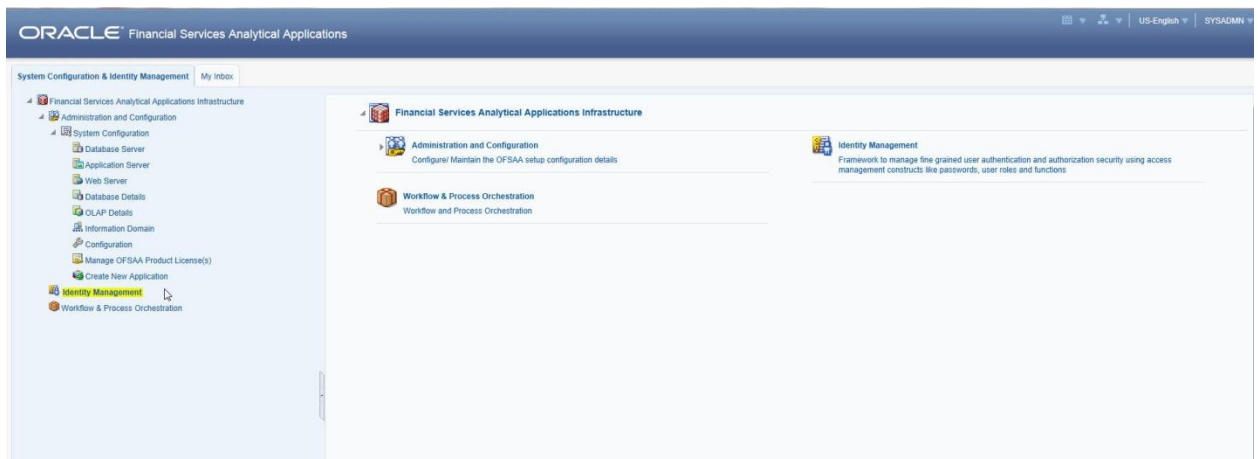 ORACLE Financial Services Analytical Applications
US-English
SYSADMN
System Configuration & Identity Management
My Inbox
Financial Services Analytical Applications Infrastructure
Administration and Configuration
System Configuration
Database Server
Application Server
Web Server
Database Details
OLAP Details
Information Domain
Configuration
Manage OFSAA Product License(s)
Create New Application
Identity Management
Workflow & Process Orchestration
Financial Services Analytical Applications Infrastructure
Administration and Configuration
Configure/ Maintain the OFSAA setup configuration details
Identity Management
Framework to manage fine grained user authentication and authorization security using access
management constructs like passwords, user roles and functions
Workflow & Process Orchestration
Workflow and Process Orchestration